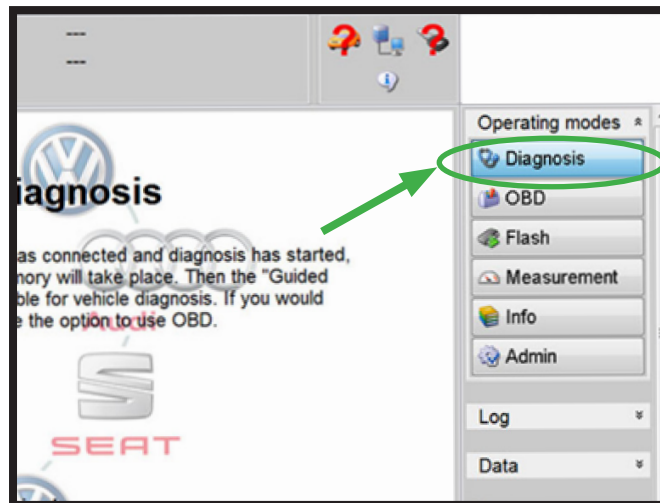 ---
---
Operating modes
Diagnosis
OBD
Flash
Measurement
Info
Admin
Log
Data
iagnosis
as connected and diagnosis has started,
nory will take place. Then the "Guided
ble for vehicle diagnosis. If you would
e the option to use OBD.
Audi
SEAT